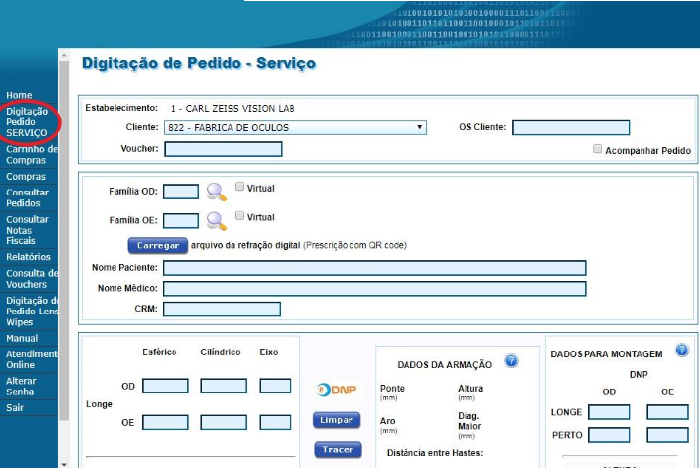 Digitação de Pedido - Serviço
Home
Digitação
Pedido
SERVIÇO
Carrinho de
Compras
Compras
Consultar
Pedidos
Consultar
Notas
Fiscais
Relatórios
Consulta de
Vouchers
Digitação d
Pedido Lens
Wipes
Manual
Atendiment
Online
Alterar
Senha
Sair
Estabelecimento: 1 - CARL ZEISS VISION LAB
Cliente: 822 - FABRICA DE OCULOS OS Cliente:
Voucher: Acompanhar Pedido
Família OD: Virtual
Família OE: Virtual
Carregar arquivo da refração digital (Prescrição com QR code)
Nome Paciente:
Nome Médico:
CRM:
Esférico Cilíndrico Eixo
OD
Longe
OE
DNP
Limpar
Tracer
DADOS DA ARMAÇÃO
Ponte Altura
(mm) (mm)
Aro Diag.
(mm) Maior
(mm)
Distância entre Hastes:
DADOS PARA MONTAGEM
DNP
OD OE
LONGE
PERTO